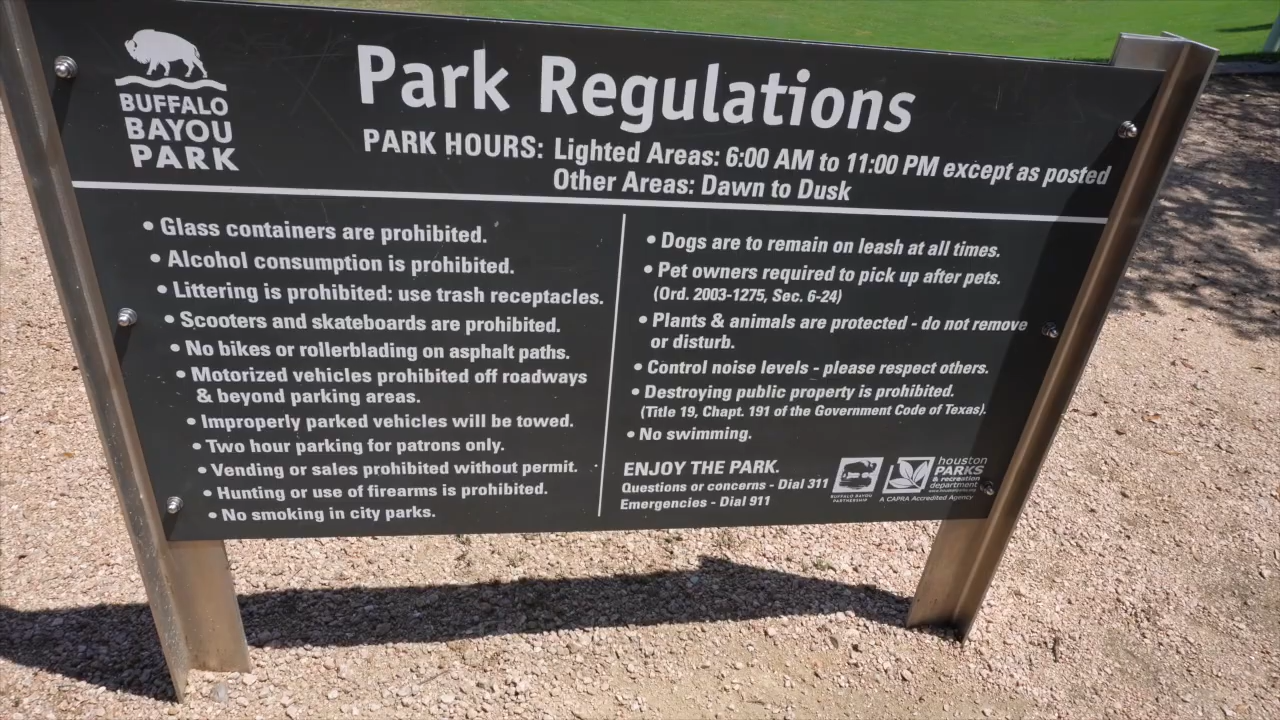 BUFFALO
BAYOU
PARK
Park Regulations
PARK HOURS: Lighted Areas: 6:00 AM to 11:00 PM except as posted
Other Areas: Dawn to Dusk
• Glass containers are prohibited.
• Alcohol consumption is prohibited.
• Littering is prohibited: use trash receptacles.
• Scooters and skateboards are prohibited.
• No bikes or rollerblading on asphalt paths.
• Motorized vehicles prohibited off roadways
& beyond parking areas.
• Improperly parked vehicles will be towed.
• Two hour parking for patrons only.
• Vending or sales prohibited without permit.
• Hunting or use of firearms is prohibited.
• No smoking in city parks.
• Dogs are to remain on leash at all times.
• Pet owners required to pick up after pets.
(Ord. 2003-1275, Sec. 6-24)
• Plants & animals are protected - do not remove
or disturb.
• Control noise levels - please respect others.
• Destroying public property is prohibited.
(Title 19, Chapt. 191 of the Government Code of Texas).
• No swimming.
ENJOY THE PARK.
Questions or concerns - Dial 311
Emergencies - Dial 911
BUFFALO BAYOU
PARTNERSHIP
houston
PARKS
& recreation
department
A CAPRA Accredited Agency